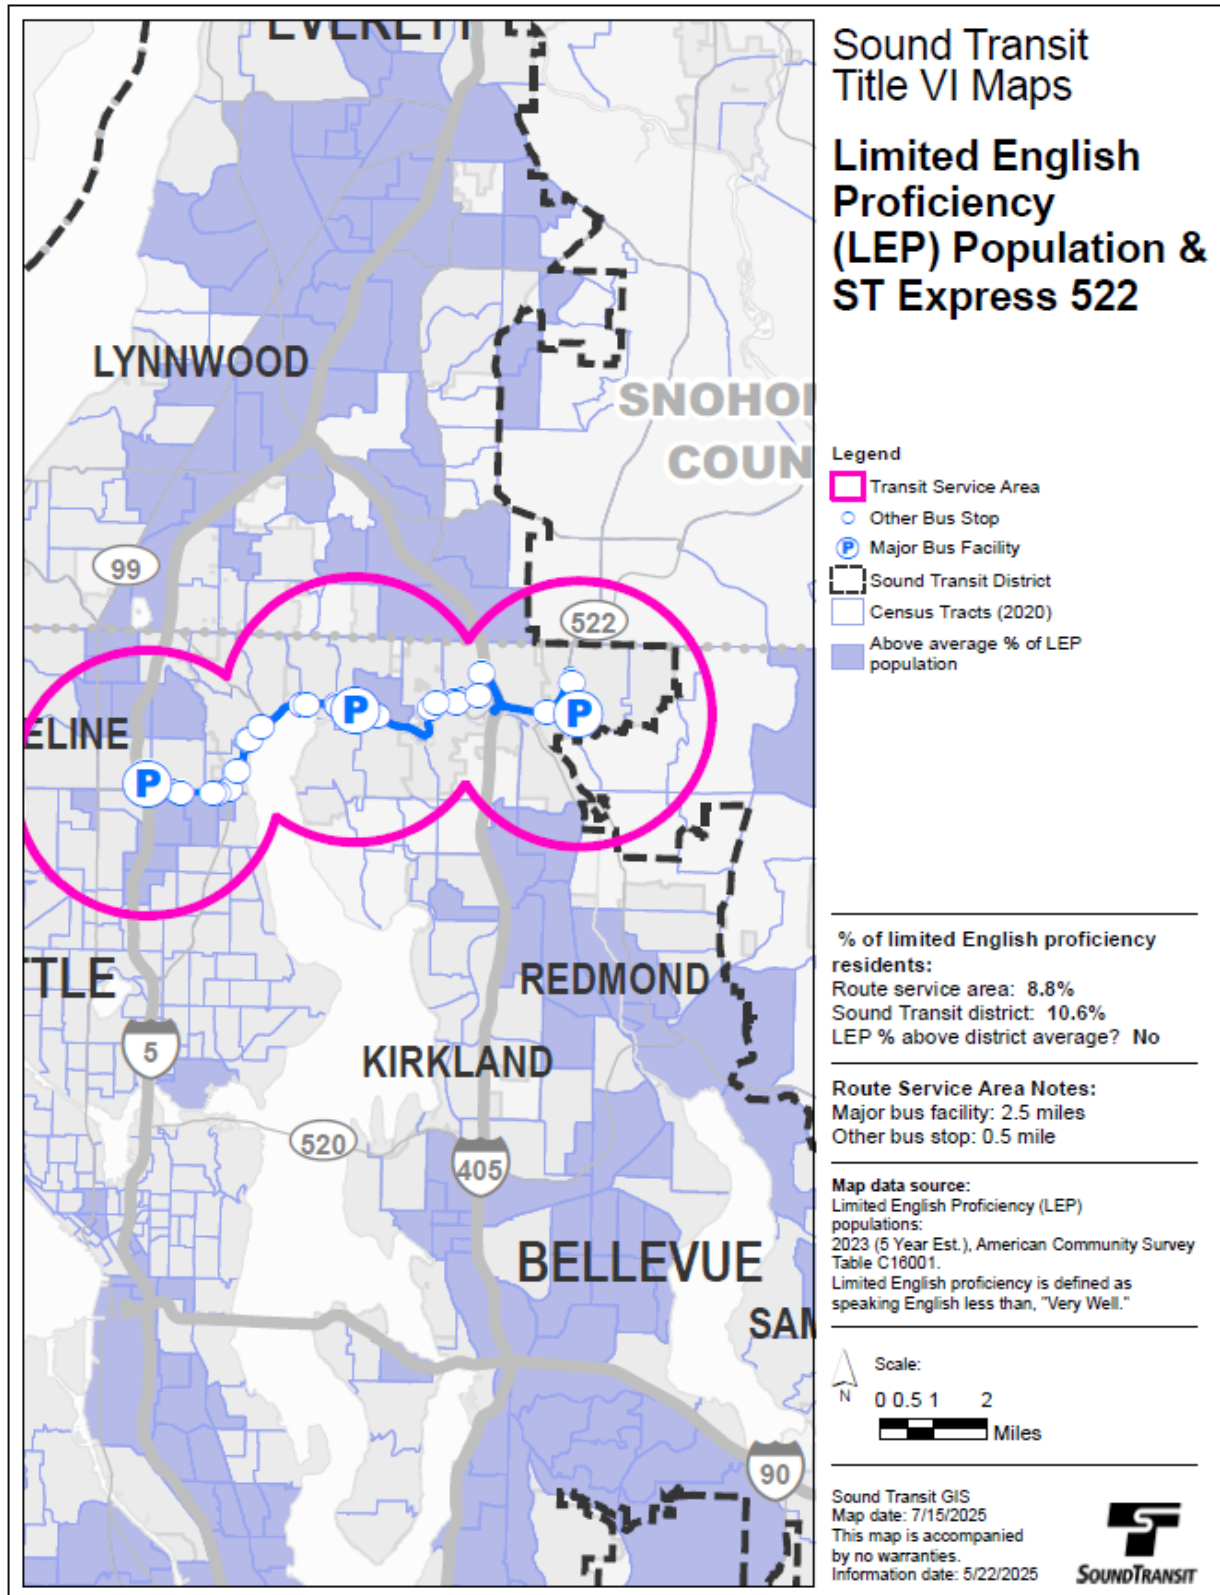 Sound Transit
Title VI Maps
Limited English
Proficiency
(LEP) Population &
ST Express 522
Legend
Transit Service Area
Other Bus Stop
P
Major Bus Facility
Sound Transit District
Census Tracts (2020)
Above average % of LEP
population
% of limited English proficiency
residents:
Route service area: 8.8%
Sound Transit district: 10.6%
LEP % above district average? No
Route Service Area Notes:
Major bus facility: 2.5 miles
Other bus stop: 0.5 mile
Map data source:
Limited English Proficiency (LEP)
populations:
2023 (5 Year Est.), American Community Survey
Table C16001.
Limited English proficiency is defined as
speaking English less than, "Very Well."
N
Scale:
0 0.5 1 2
Miles
Sound Transit GIS
Map date: 7/15/2025
This map is accompanied
by no warranties.
Information date: 5/22/2025
SOUNDTRANSIT
EVERETT
LYNNWOOD
SNOHO
COUN
99
522
ELINE
P
P
P
TTLE
REDMOND
5
KIRKLAND
520
405
BELLEVUE
SAM
90